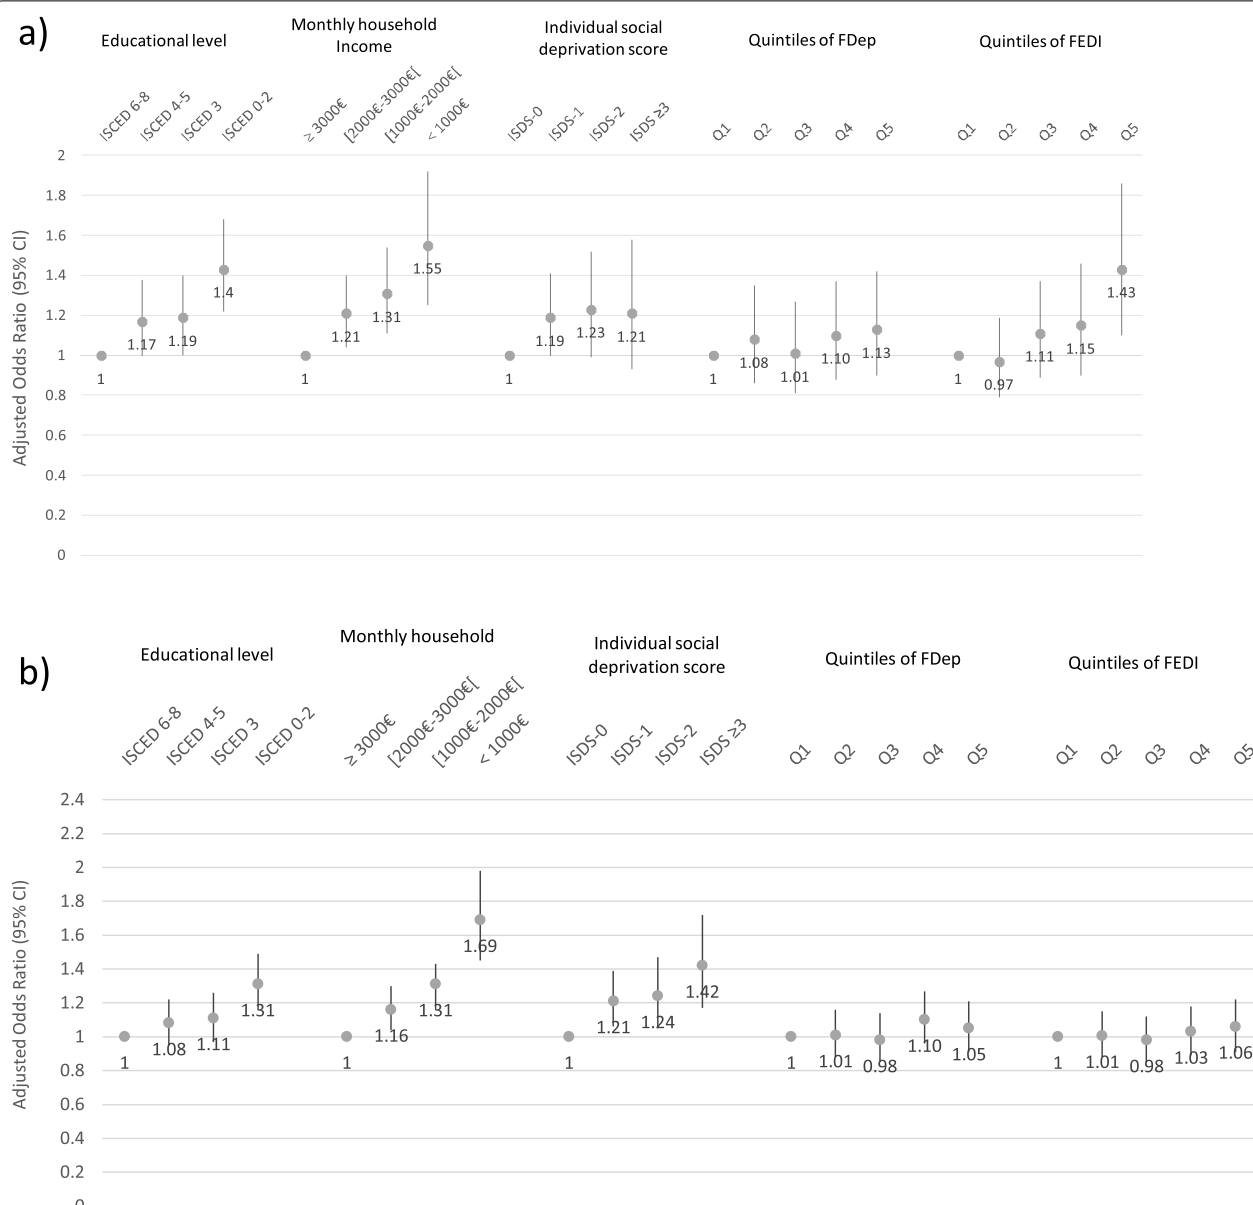 a)
Educational level
Monthly household
Income
Individual social
deprivation score
Quintiles of FDep
Quintiles of FEDI
ISCED 6-8
ISCED 4-5
ISCED 3
ISCED 0-2
≥ 3000€
[2000€-3000€[
[1000€-2000€[
< 1000€
ISDS-0
ISDS-1
ISDS-2
ISDS ≥3
Q1
Q2
Q3
Q4
Q5
Q1
Q2
Q3
Q4
Q5
Adjusted Odds Ratio (95% CI)
2
1.8
1.6
1.4
1.2
1
0.8
0.6
0.4
0.2
0
1
1.17
1.19
1.4
1
1.21
1.31
1.55
1
1.19
1.23
1.21
1
1.08
1.01
1.10
1.13
1
0.97
1.11
1.15
1.43
b)
Educational level
Monthly household
Individual social
deprivation score
Quintiles of FDep
Quintiles of FEDI
ISCED 6-8
ISCED 4-5
ISCED 3
ISCED 0-2
≥ 3000€
[2000€-3000€[
[1000€-2000€[
< 1000€
ISDS-0
ISDS-1
ISDS-2
ISDS ≥3
Q1
Q2
Q3
Q4
Q5
Q1
Q2
Q3
Q4
Q5
Adjusted Odds Ratio (95% CI)
2.4
2.2
2
1.8
1.6
1.4
1.2
1
0.8
0.6
0.4
0.2
0
1
1.08
1.11
1.31
1
1.16
1.31
1.69
1
1.21
1.24
1.42
1
1.01
0.98
1.10
1.05
1
1.01
0.98
1.03
1.06